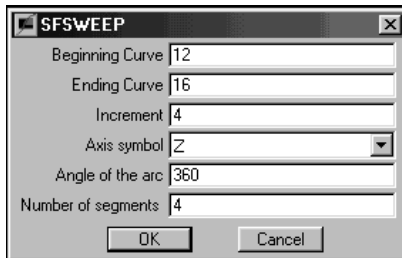 SFSWEEP
Beginning Curve 12
Ending Curve 16
Increment 4
Axis symbol Z
Angle of the arc 360
Number of segments 4
OK Cancel